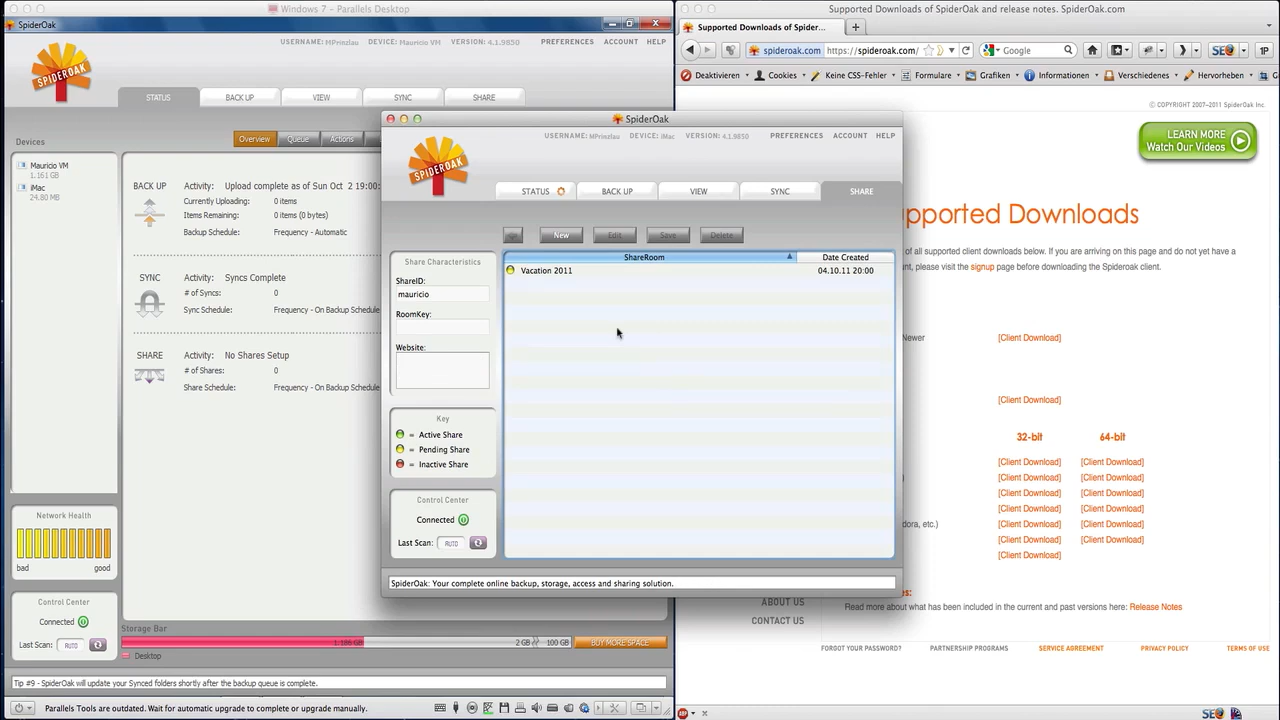 Windows 7 - Parallels Desktop
SpiderOak
USERNAME: MPrinzlau DEVICE: Mauricio VM VERSION: 4.1.9850 PREFERENCES ACCOUNT HELP
SPIDEROAK
STATUS BACK UP VIEW SYNC SHARE
Devices
Overview Queue Actions
Mauricio VM
1.161 GB
iMac
24.80 MB
BACK UP Activity: Upload complete as of Sun Oct 2 19:00:
Currently Uploading: 0 items
Items Remaining: 0 items (0 bytes)
Backup Schedule: Frequency - Automatic
SYNC Activity: Syncs Complete
# of Syncs: 0
Sync Schedule: Frequency - On Backup Schedule
SHARE Activity: No Shares Setup
# of Shares: 0
Share Schedule: Frequency - On Backup Schedule
Network Health
bad good
Control Center
Connected
Last Scan: AUTO
Storage Bar
1.186 GB 2 GB 100 GB BUY MORE SPACE
Desktop
Tip #9 - SpiderOak will update your Synced folders shortly after the backup queue is complete.
Parallels Tools are outdated. Wait for automatic upgrade to complete or upgrade manually.
SpiderOak
USERNAME: MPrinzlau DEVICE: iMac VERSION: 4.1.9850 PREFERENCES ACCOUNT HELP
SPIDEROAK
STATUS BACK UP VIEW SYNC SHARE
New Edit Save Delete
Share Characteristics
ShareID:
mauricio
RoomKey:
Website:
ShareRoom Date Created
Vacation 2011 04.10.11 20:00
Key
= Active Share
= Pending Share
= Inactive Share
Control Center
Connected
Last Scan: AUTO
SpiderOak: Your complete online backup, storage, access and sharing solution.
Supported Downloads of SpiderOak and release notes. SpiderOak.com
Supported Downloads of Spider...
spideroak.com https://spideroak.com/ Google SEO 1P
Deaktivieren Cookies Keine CSS-Fehler Formulare Grafiken Informationen Verschiedenes Hervorheben
© COPYRIGHT 2007-2011 SpiderOak Inc.
LEARN MORE
Watch Our Videos
upported Downloads
of all supported client downloads below. If you are arriving on this page and do not yet have
ount, please visit the signup page before downloading the Spideroak client.
Newer [Client Download]
[Client Download]
32-bit 64-bit
[Client Download] [Client Download]
[Client Download] [Client Download]
[Client Download] [Client Download]
[Client Download] [Client Download]
dora, etc.) [Client Download] [Client Download]
[Client Download] [Client Download]
[Client Download]
es:
Read more about what has been included in the current and past versions here: Release Notes
ABOUT US
CONTACT US
FORGOT YOUR PASSWORD? PARTNERSHIP PROGRAMS SERVICE AGREEMENT PRIVACY POLICY TERMS OF USE
SEO